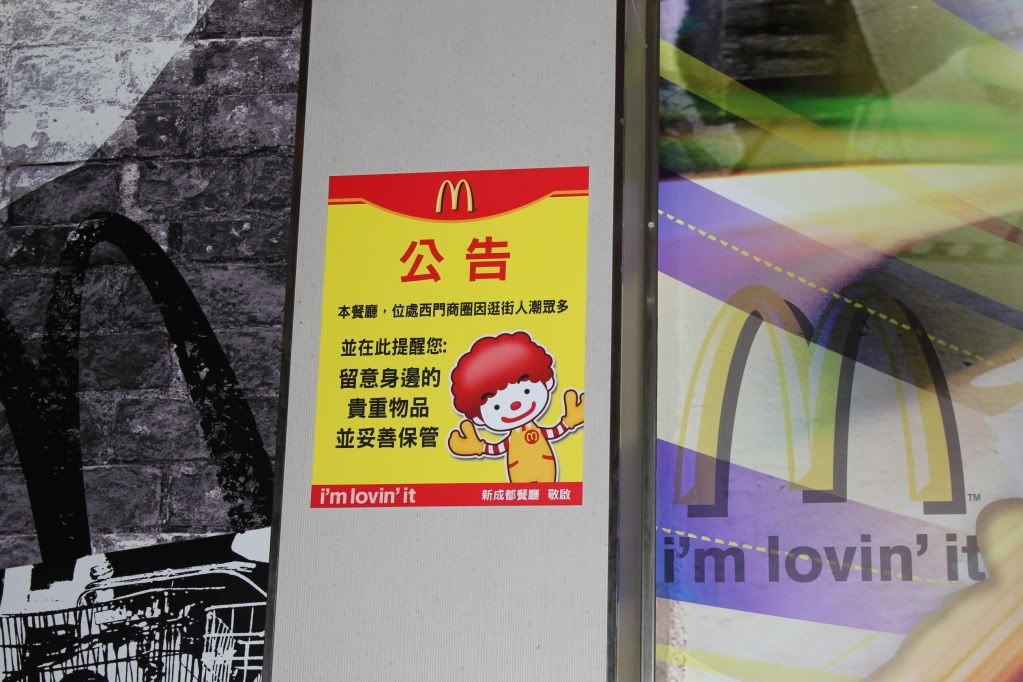 公告
本餐廳，位處西門商圈因逛街人潮眾多
並在此提醒您:
留意身邊的
貴重物品
並妥善保管
i'm lovin' it
新成都餐廳 敬啟
TM
i'm lovin' it